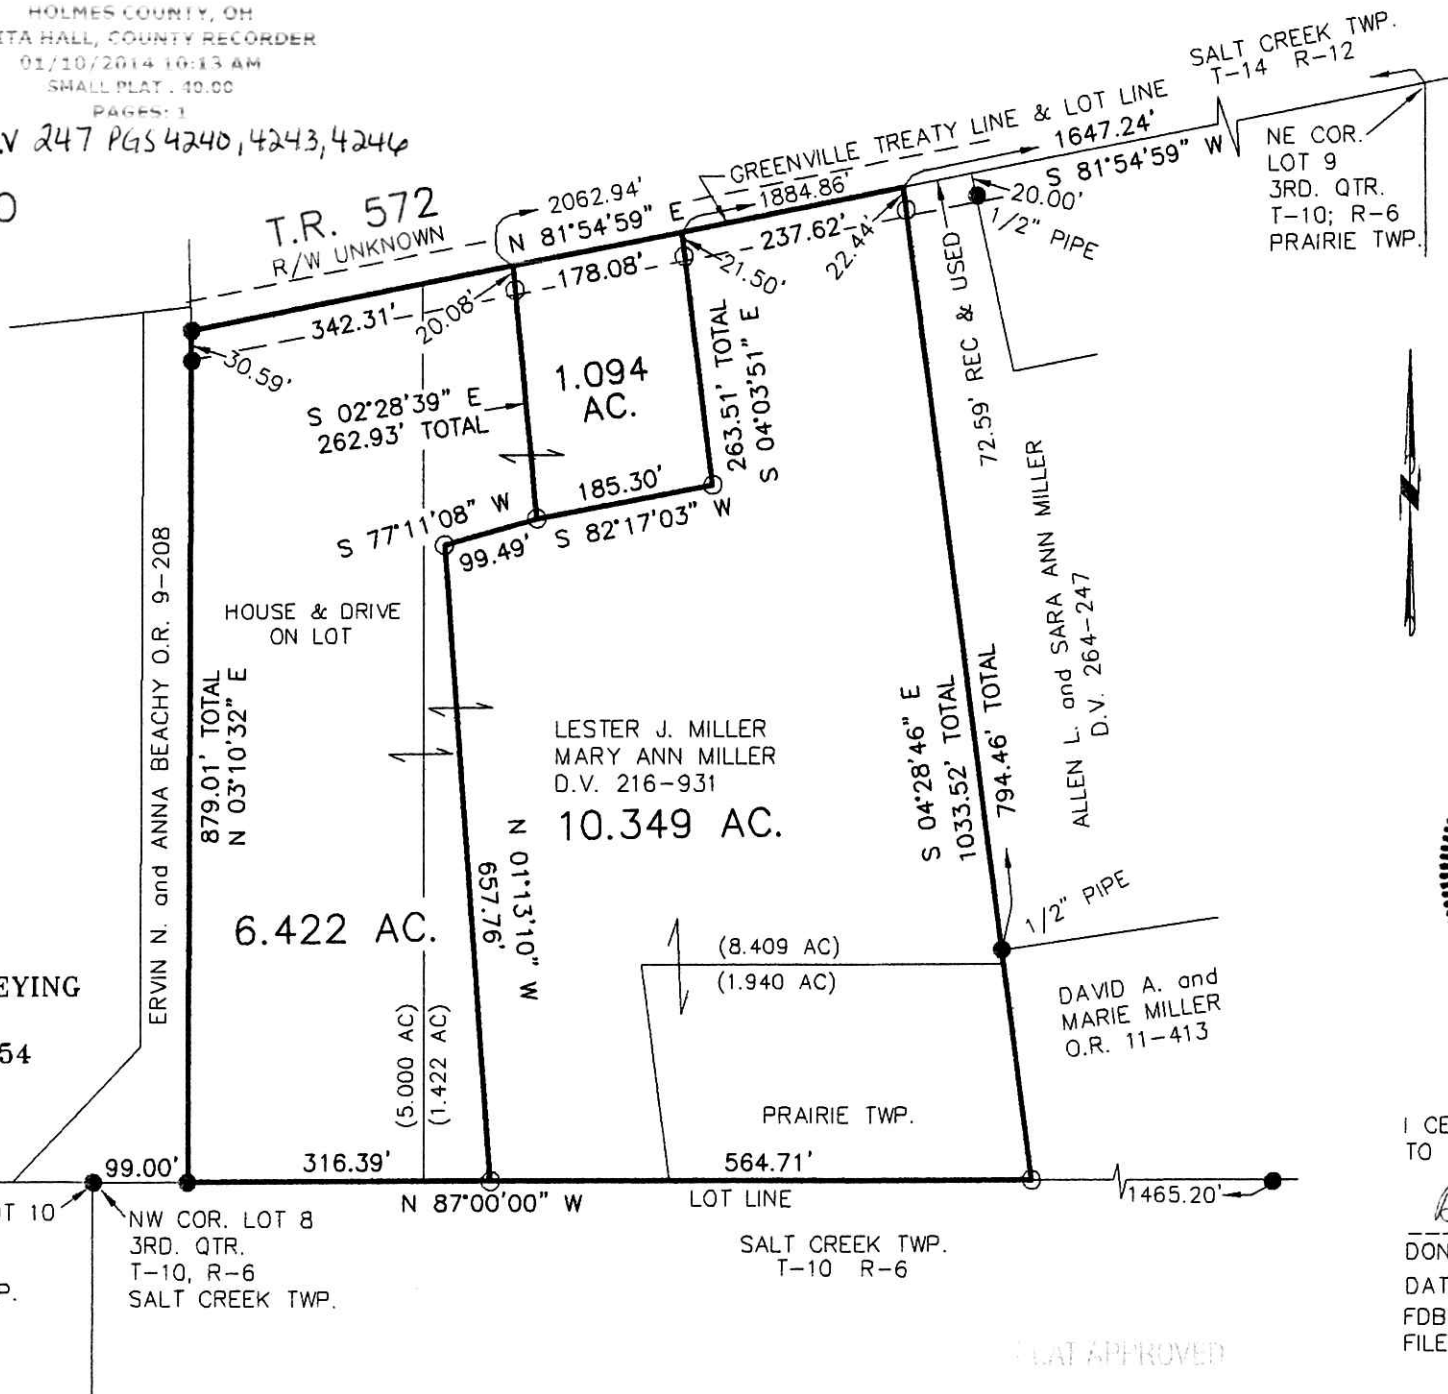 HOLMES COUNTY, OH
ITA HALL, COUNTY RECORDER
01/10/2014 10:13 AM
SMALL PLAT . 40.00
PAGES: 1
.V 247 PGS 4240, 4243, 4246
SALT CREEK TWP.
T-14 R-12
GREENVILLE TREATY LINE & LOT LINE
1647.24'
S 81°54'59" W
NE COR.
LOT 9
3RD. QTR.
T-10; R-6
PRAIRIE TWP.
T.R. 572
R/W UNKNOWN
2062.94'
N 81°54'59" E
1884.86'
20.00'
1/2" PIPE
342.31'
20.08'
178.08'
21.50'
237.62'
22.44'
30.59'
1.094
AC.
S 02°28'39" E
262.93' TOTAL
263.51' TOTAL
S 04°03'51" E
72.59' REC & USED
185.30'
S 82°17'03" W
S 77°11'08" W
99.49'
ERVIN N. and ANNA BEACHY O.R. 9-208
HOUSE & DRIVE
ON LOT
879.01' TOTAL
N 03°10'32" E
LESTER J. MILLER
MARY ANN MILLER
D.V. 216-931
10.349 AC.
N 01°13'10" W
657.76'
S 04°28'46" E
1033.52' TOTAL
794.46' TOTAL
ALLEN L. and SARA ANN MILLER
D.V. 264-247
6.422 AC.
1/2" PIPE
(8.409 AC)
(1.940 AC)
DAVID A. and
MARIE MILLER
O.R. 11-413
EYING
54
(5.000 AC)
(1.422 AC)
PRAIRIE TWP.
99.00'
316.39'
564.71'
N 87°00'00" W
LOT LINE
1465.20'
OT 10
NW COR. LOT 8
3RD. QTR.
T-10, R-6
SALT CREEK TWP.
P.
SALT CREEK TWP.
T-10 R-6
I CE
TO
DON
DAT
FDB
FILE
LAT APPROVED